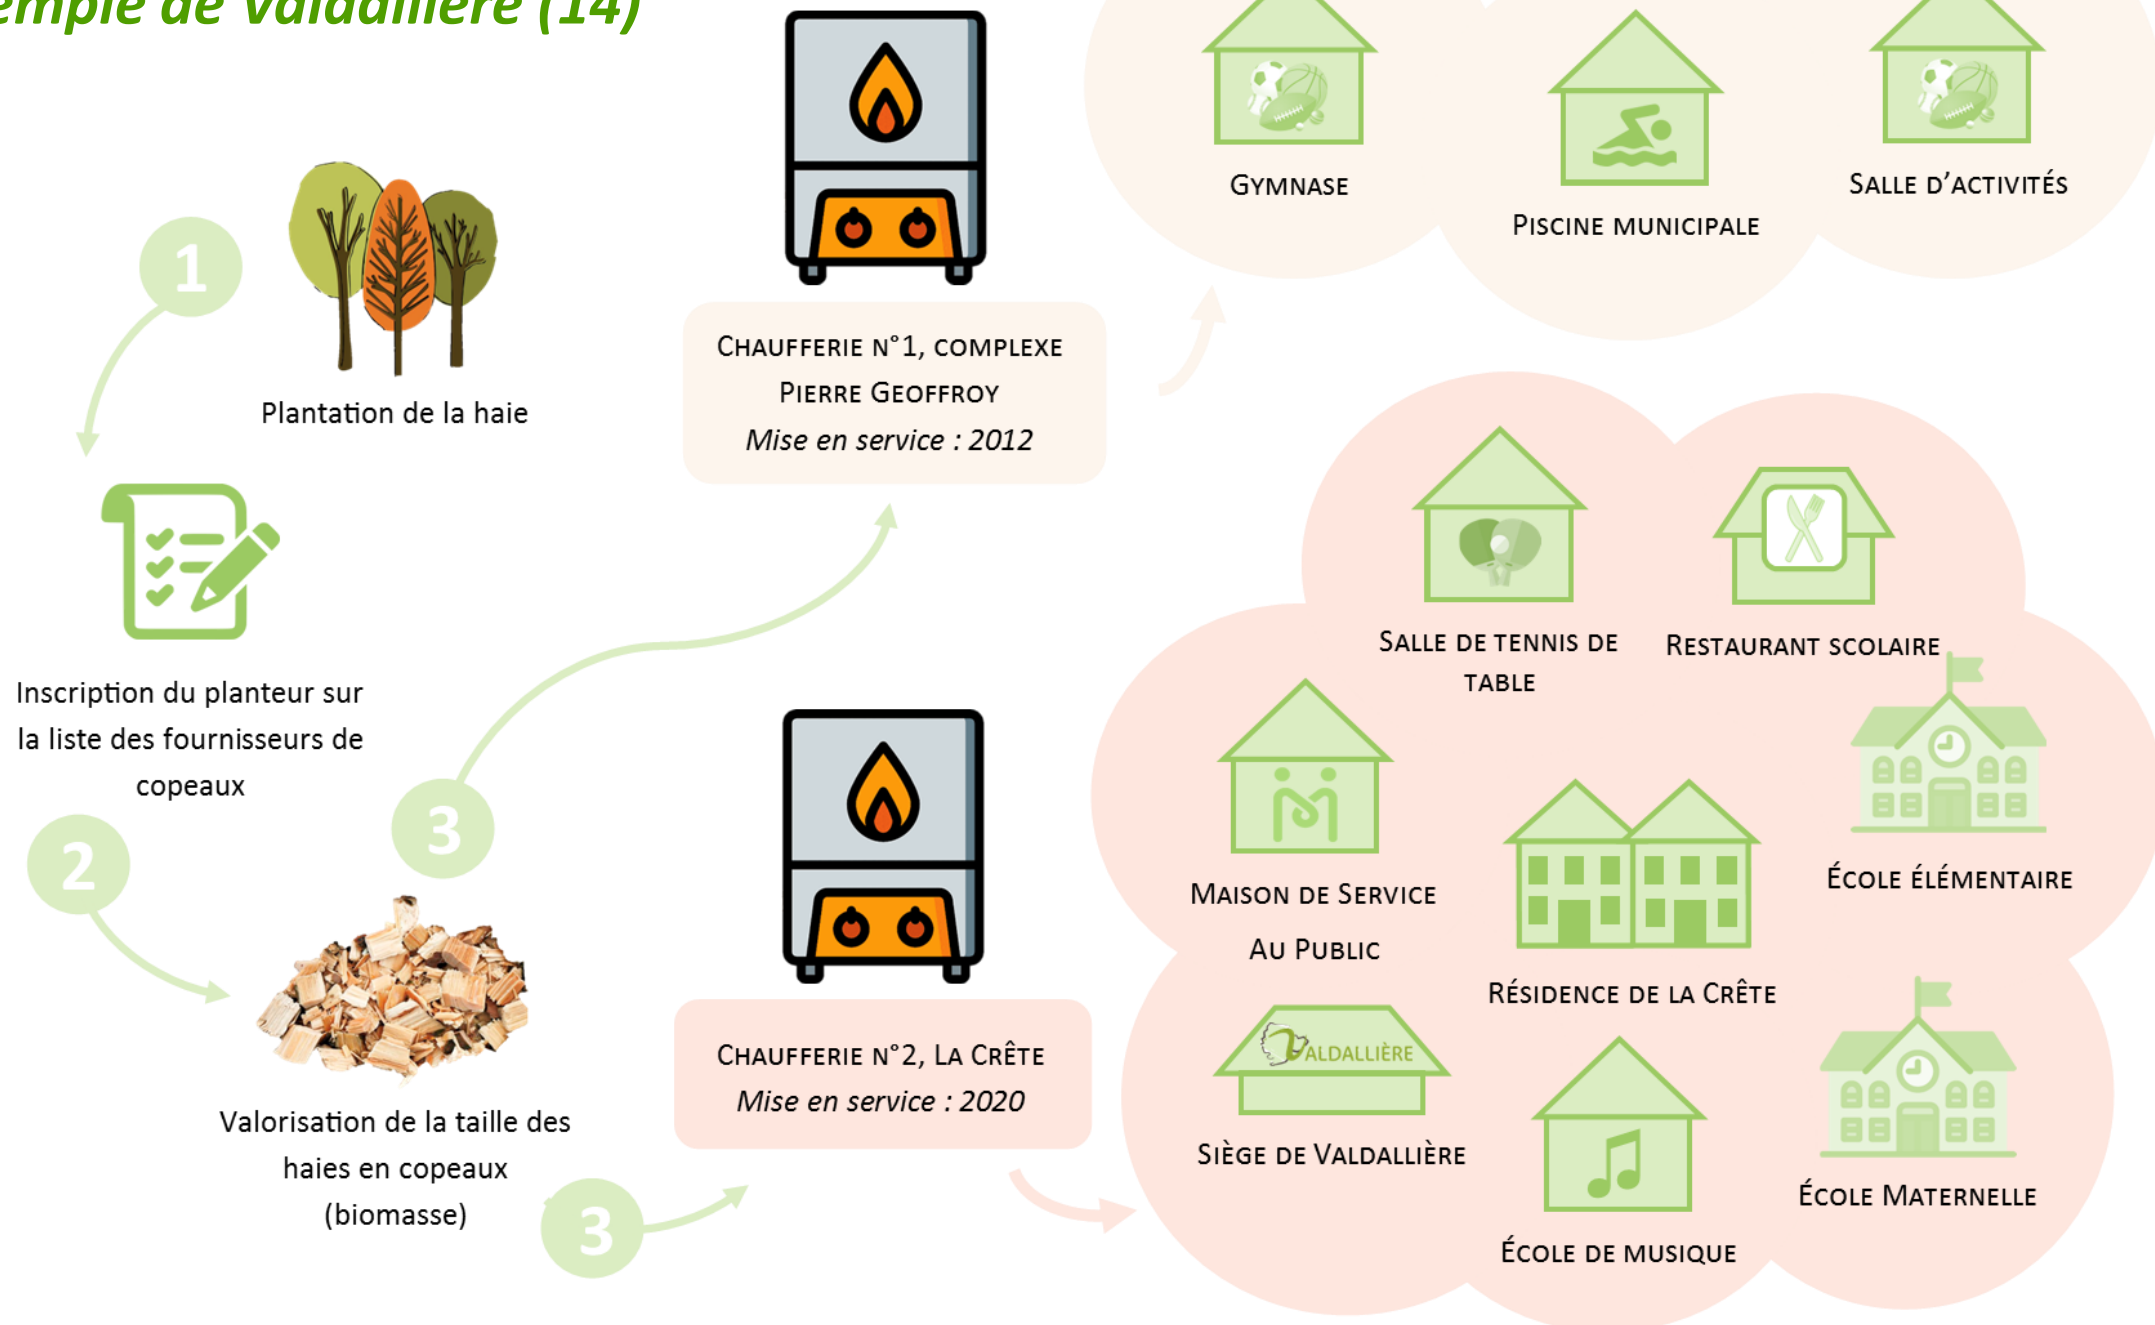 emple de Valdallière (14)
1
Plantation de la haie
Inscription du planteur sur
la liste des fournisseurs de
copeaux
2
Valorisation de la taille des
haies en copeaux
(biomasse)
3
3
CHAUFFERIE N°1, COMPLEXE
PIERRE GEOFFROY
Mise en service : 2012
CHAUFFERIE N°2, LA CRÊTE
Mise en service : 2020
GYMNASE
PISCINE MUNICIPALE
SALLE D'ACTIVITÉS
SALLE DE TENNIS DE
TABLE
RESTAURANT SCOLAIRE
MAISON DE SERVICE
AU PUBLIC
RÉSIDENCE DE LA CRÊTE
ÉCOLE ÉLÉMENTAIRE
VALDALLIÈRE
SIÈGE DE VALDALLIÈRE
ÉCOLE DE MUSIQUE
ÉCOLE MATERNELLE